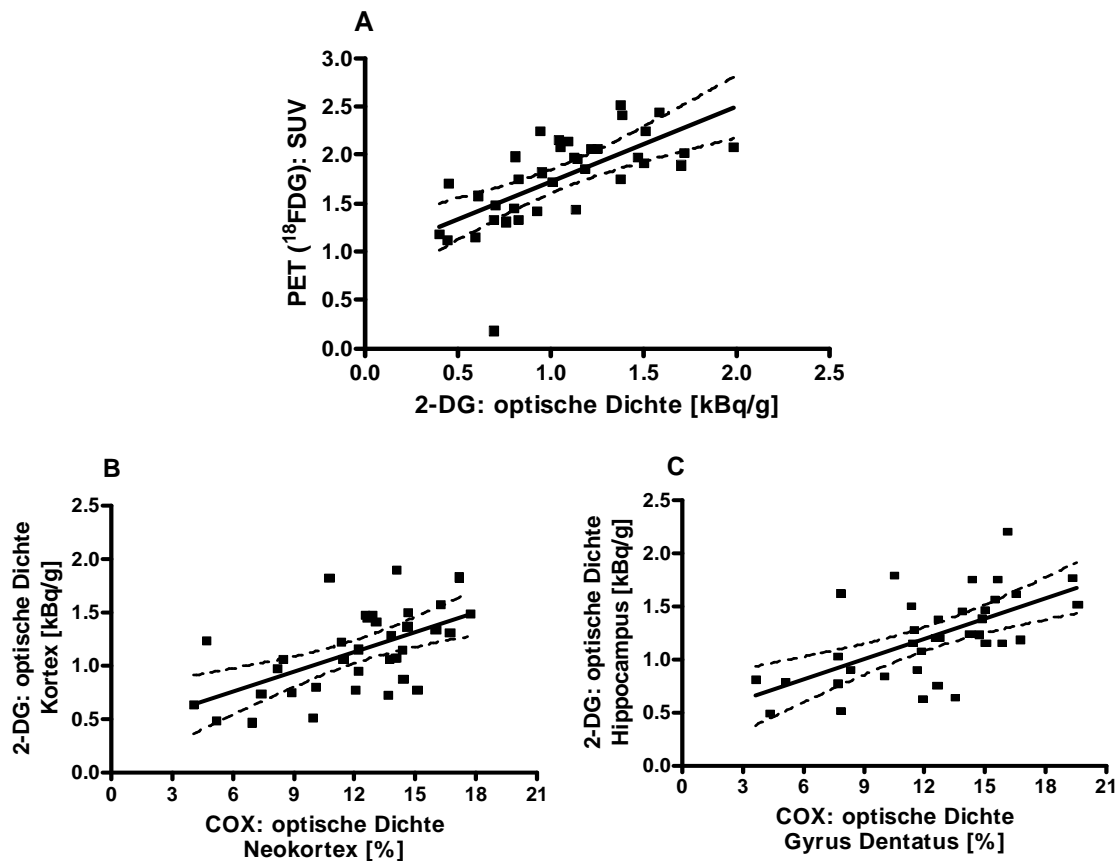 A
PET (¹⁸FDG): SUV
3.0
2.5
2.0
1.5
1.0
0.5
0.0
0.0 0.5 1.0 1.5 2.0 2.5
2-DG: optische Dichte [kBq/g]
B
2-DG: optische Dichte
Kortex [kBq/g]
2.5
2.0
1.5
1.0
0.5
0.0
0 3 6 9 12 15 18 21
COX: optische Dichte
Neokortex [%]
C
2-DG: optische Dichte
Hippocampus [kBq/g]
2.5
2.0
1.5
1.0
0.5
0.0
0 3 6 9 12 15 18 21
COX: optische Dichte
Gyrus Dentatus [%]